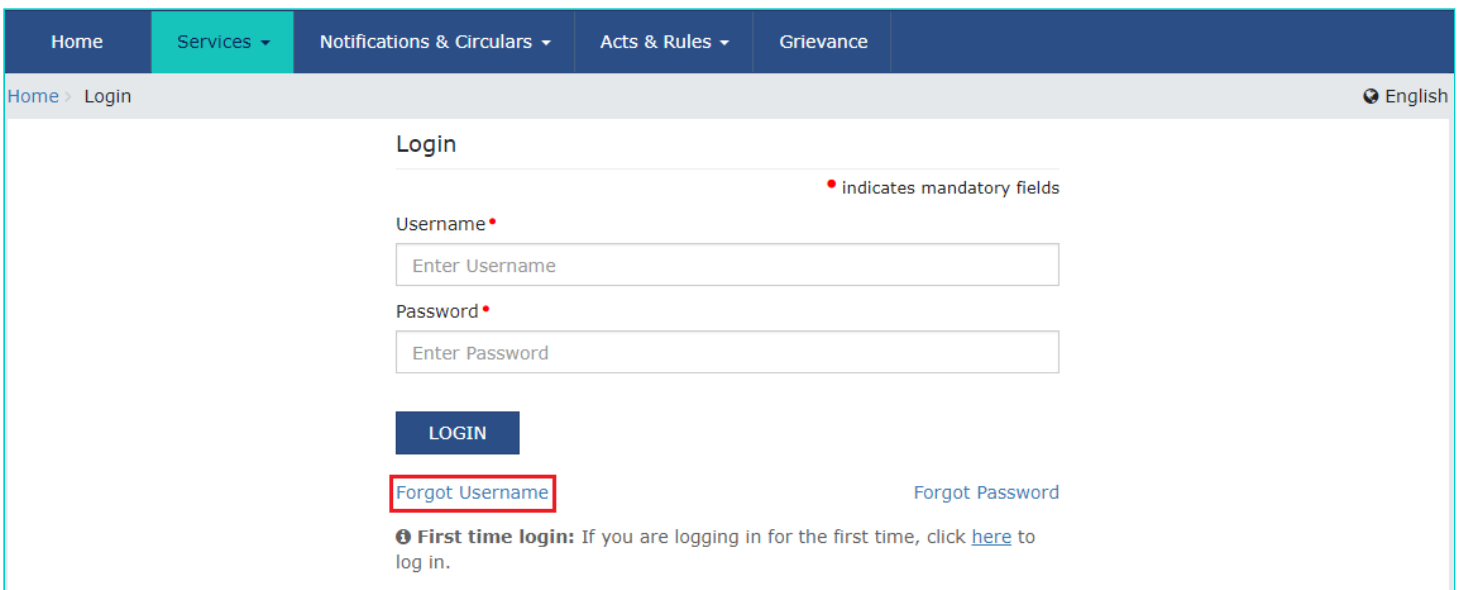 Home Services Notifications & Circulars Acts & Rules Grievance
Home > Login English
Login
• indicates mandatory fields
Username•
Enter Username
Password•
Enter Password
LOGIN
Forgot Username Forgot Password
First time login: If you are logging in for the first time, click here to
log in.